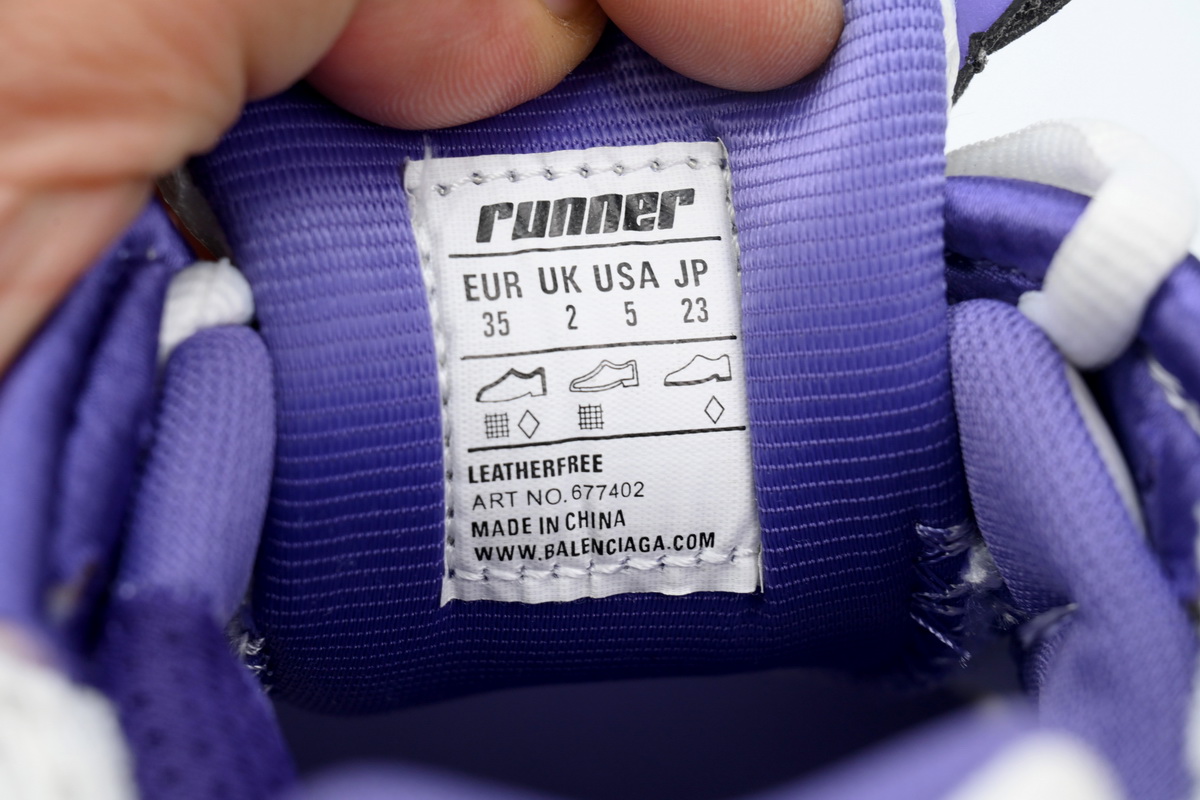 runner
EUR UK USA JP
35 2 5 23
LEATHERFREE
ART NO.677402
MADE IN CHINA
WWW.BALENCIAGA.COM